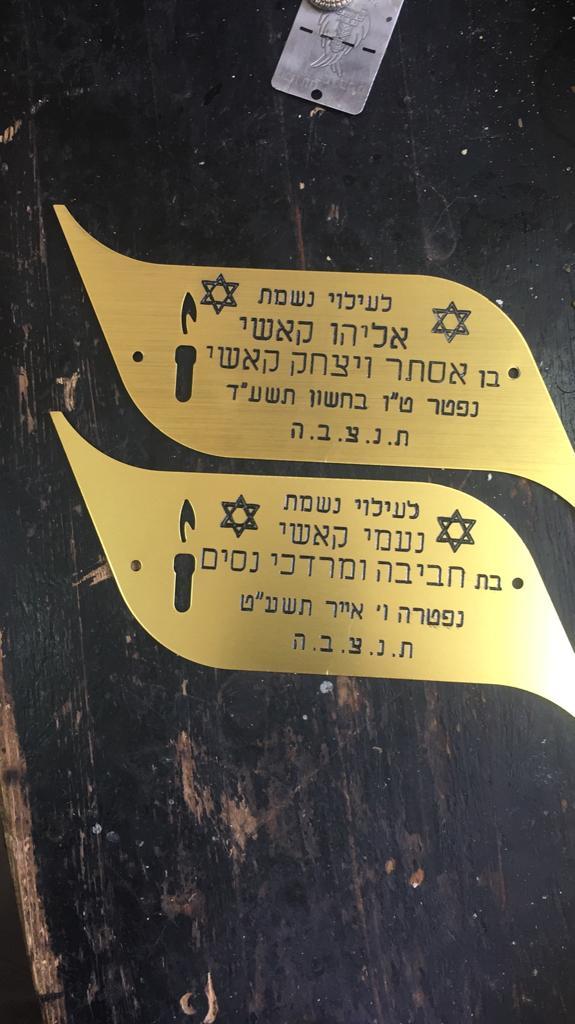 לעילוי נשמת
אליהו קאשי
בן אסתר ויצחק קאשי
נפטר ט"ו בחשון תשע"ד
ת.נ.צ.ב.ה
לעילוי נשמת
נעמי קאשי
בת חביבה ומרדכי נסים
נפטרה ו' אייר תשע"ט
ת.נ.צ.ב.ה